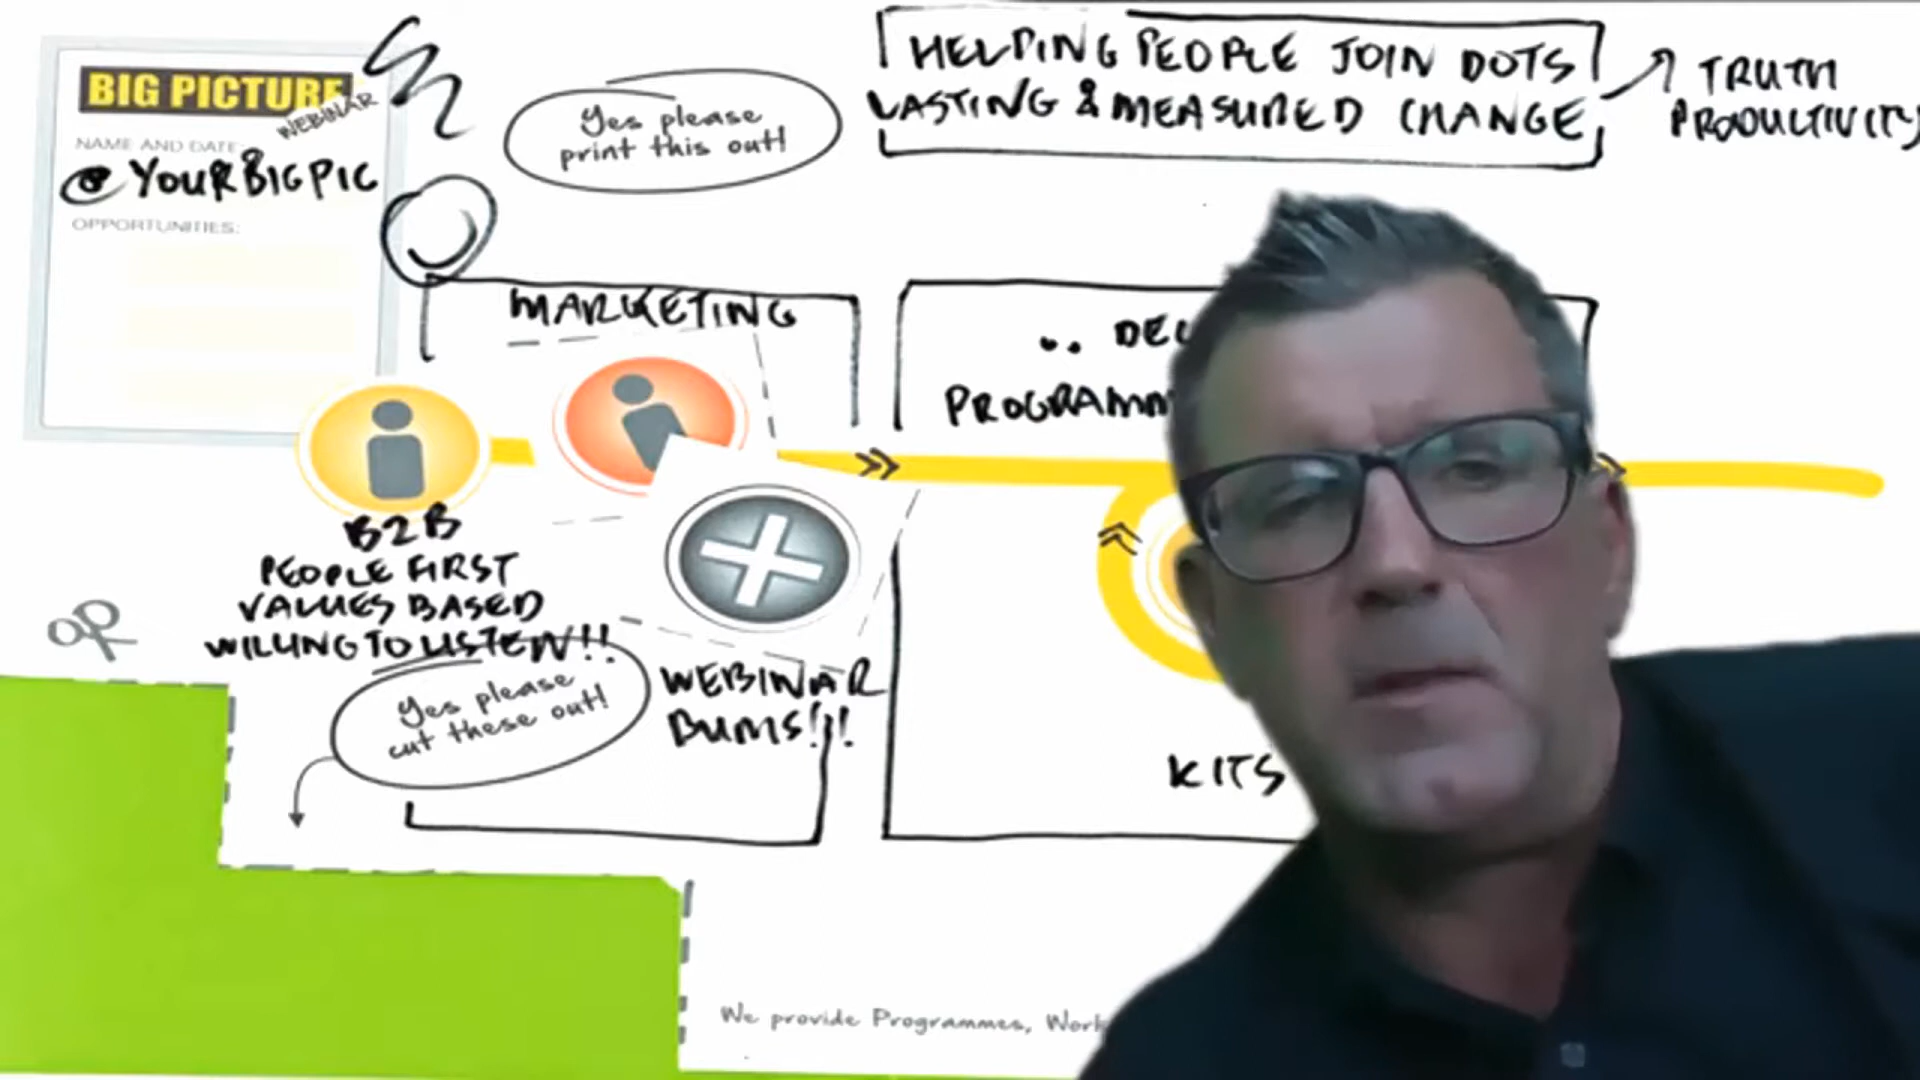 BIG PICTURE
WEBINAR
NAME AND DATE:
@YOURBIGPIC
OPPORTUNITIES:
Yes please
print this out!
HELPING PEOPLE JOIN DOTS
LASTING & MEASURED CHANGE
TRUTH
PRODUCTIVITY
MARKETING
.. DEL
PROGRAMM
B2B
PEOPLE FIRST
VALUES BASED
WILLING TO LISTEN!!
OR
Yes please
cut these out!
WEBINAR
BUMS!!!
KITS
We provide Programmes, Work